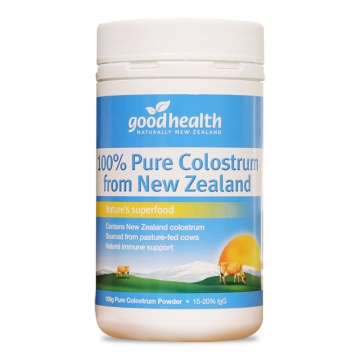 goodhealth
NATURALLY NEW ZEALAND
100% Pure Colostrum
from New Zealand
Nature's superfood
Contains New Zealand colostrum
Sourced from pasture-fed cows
Natural immune support
100g Pure Colostrum Powder • 15-20% IgG